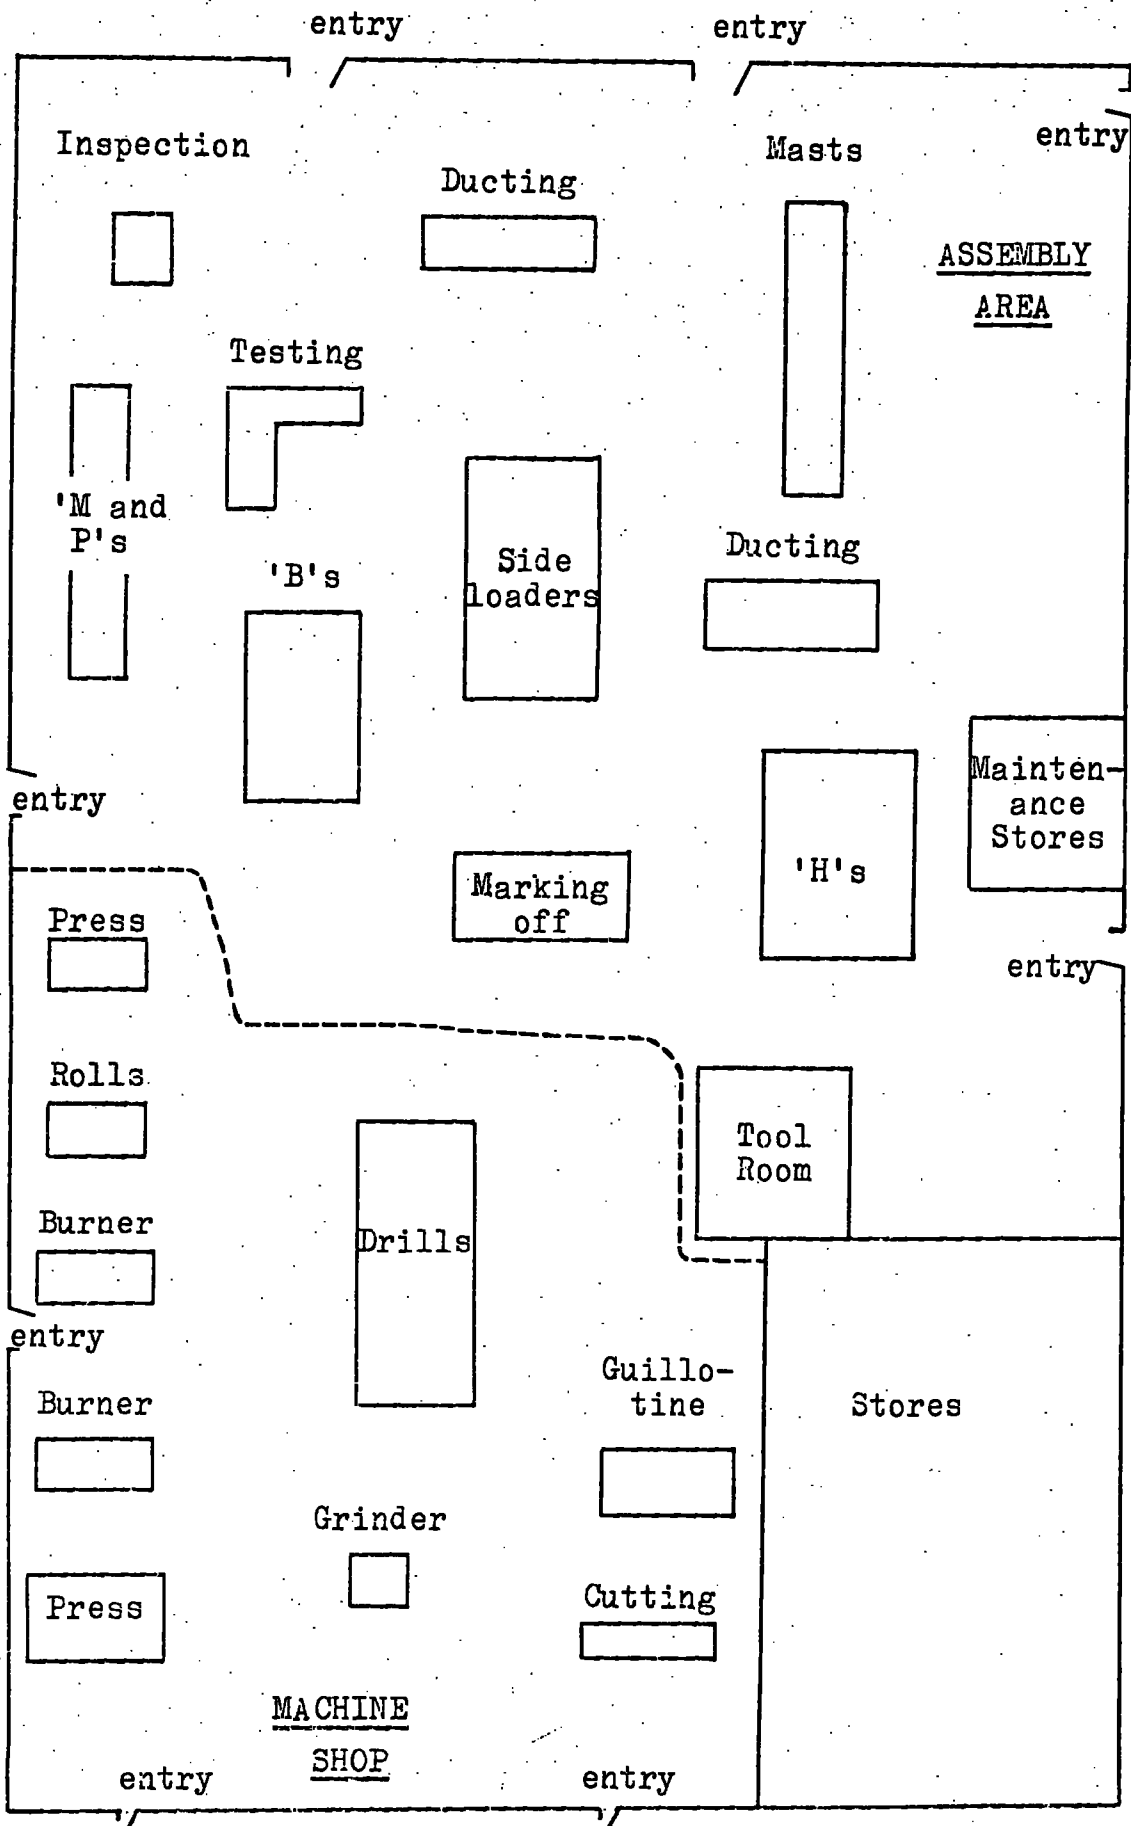 entry
entry
entry
Inspection
Masts
Ducting
ASSEMBLY
AREA
Testing
'M and
P's
'B's
Side
loaders
Ducting
entry
Mainten-
ance
Stores
'H's
Marking
off
Press
entry
Rolls
Tool
Room
Burner
Drills
entry
Guillo-
tine
Burner
Stores
Grinder
Press
Cutting
MACHINE
SHOP
entry
entry